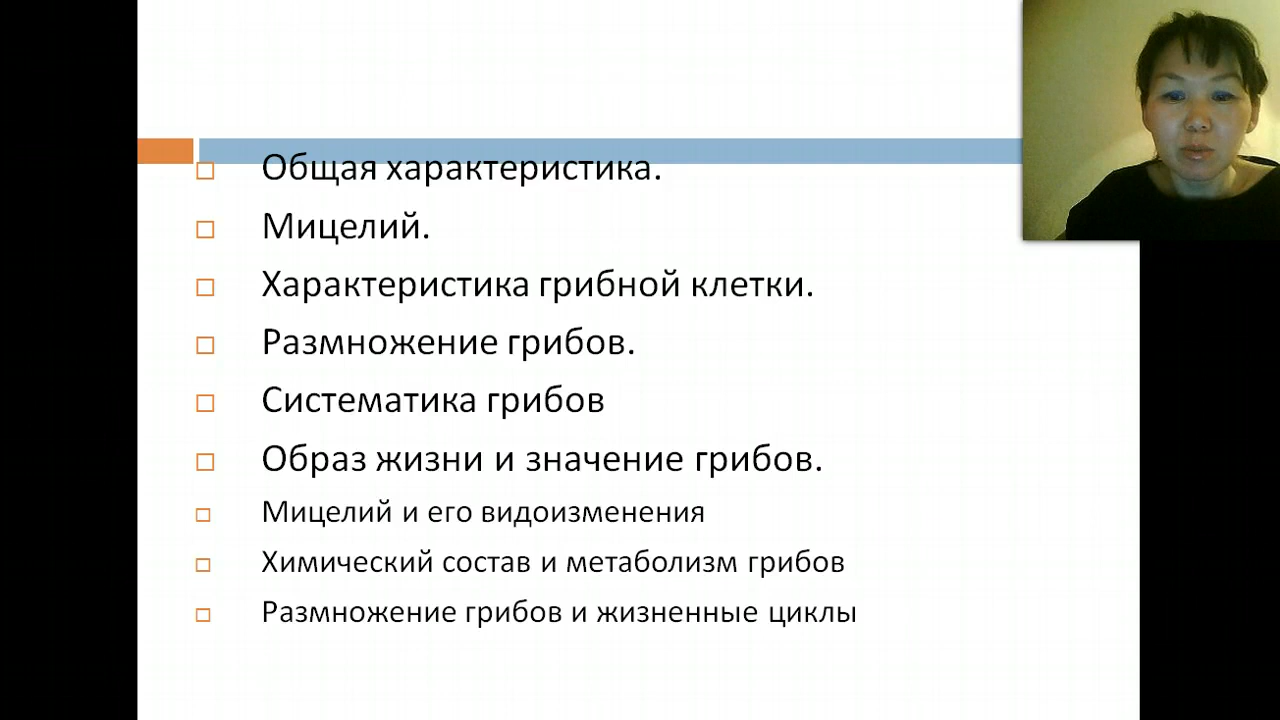 Общая характеристика.
Мицелий.
Характеристика грибной клетки.
Размножение грибов.
Систематика грибов
Образ жизни и значение грибов.
Мицелий и его видоизменения
Химический состав и метаболизм грибов
Размножение грибов и жизненные циклы